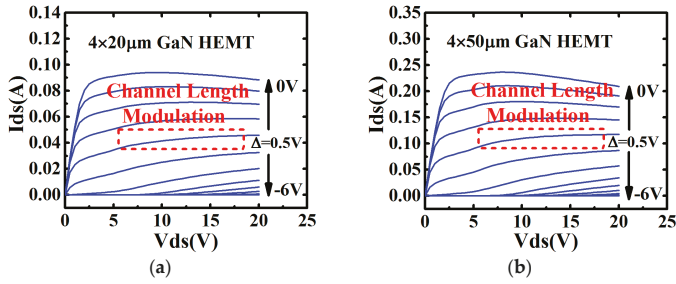 0.14
0.12
0.10
0.08
0.06
0.04
0.02
0.00
Ids(A)
4×20μm GaN HEMT
Channel Length
Modulation
0V
Δ=0.5V
-6V
0 5 10 15 20 25
Vds(V)
(a)
0.35
0.30
0.25
0.20
0.15
0.10
0.05
0.00
Ids(A)
4×50μm GaN HEMT
Channel Length
Modulation
0V
Δ=0.5V
-6V
0 5 10 15 20 25
Vds(V)
(b)